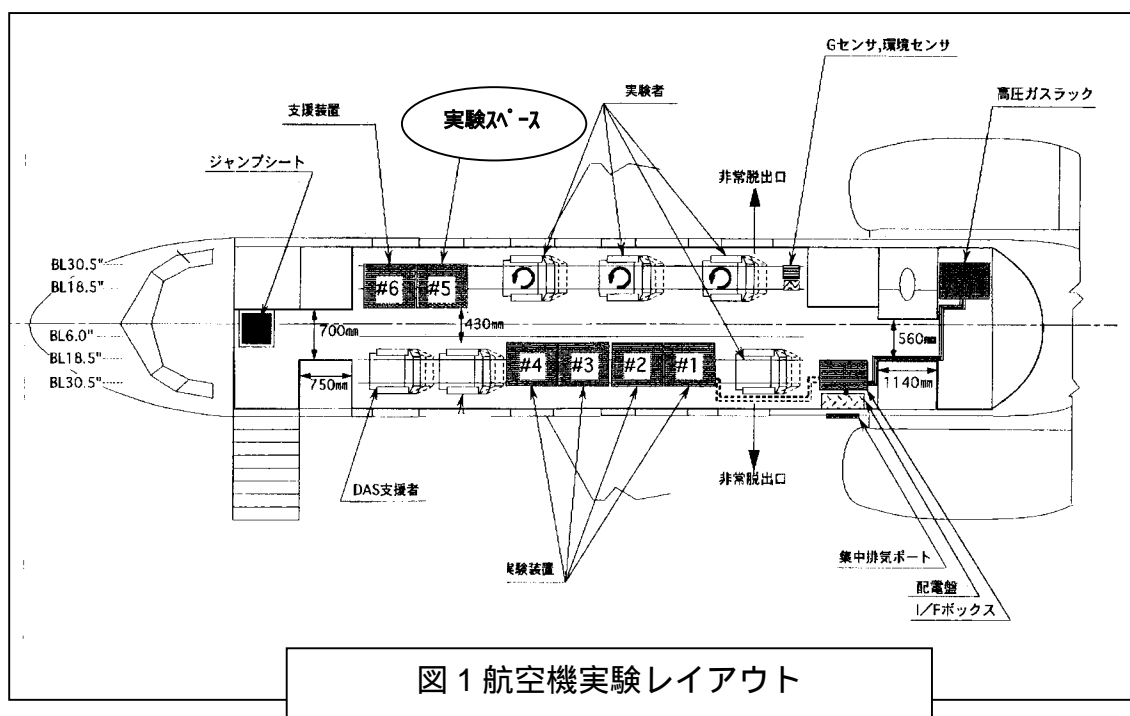 Gセンサ,環境センサ
実験者
高圧ガスラック
支援装置
実験スペース
ジャンプシート
非常脱出口
BL30.5"
BL18.5"
BL6.0"
BL18.5"
BL30.5"
#6
#5
700mm
430mm
560mm
#4
#3
#2
#1
750mm
1140mm
DAS支援者
非常脱出口
実験装置
集中排気ポート
配電盤
I/Fボックス
図1航空機実験レイアウト